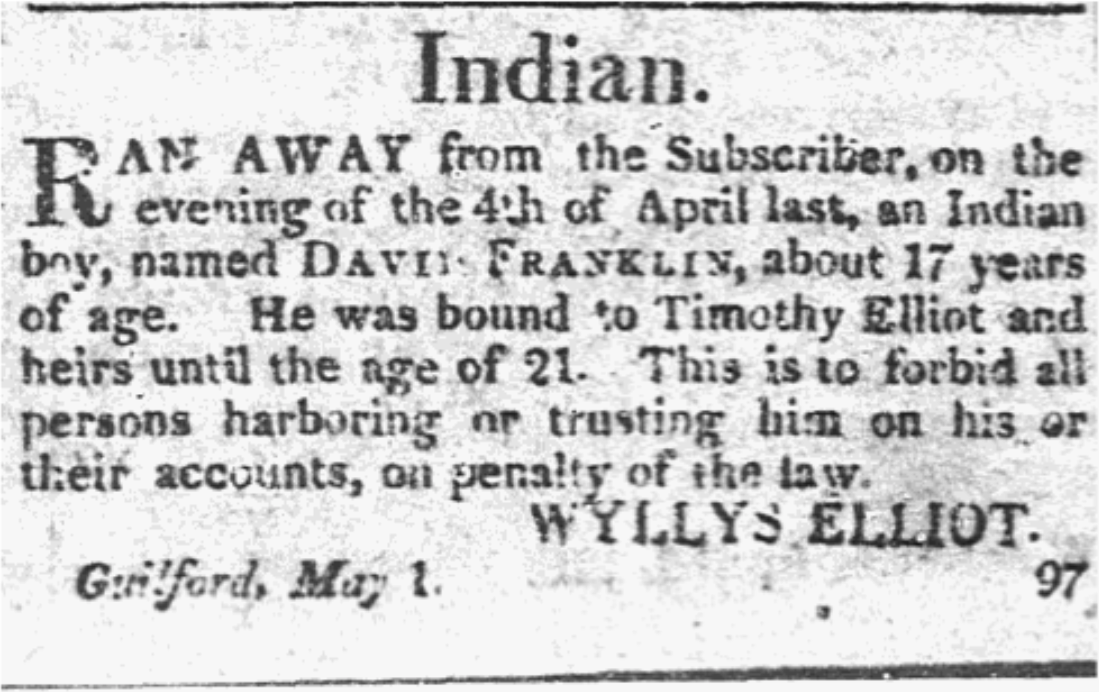 Indian.
RAN AWAY from the Subscriber, on the
evening of the 4th of April last, an Indian
boy, named DAVID FRANKLIN, about 17 years
of age. He was bound to Timothy Elliot and
heirs until the age of 21. This is to forbid all
persons harboring or trusting him on his or
their accounts, on penalty of the law.
WYLLYS ELLIOT.
Guilford, May 1. 97